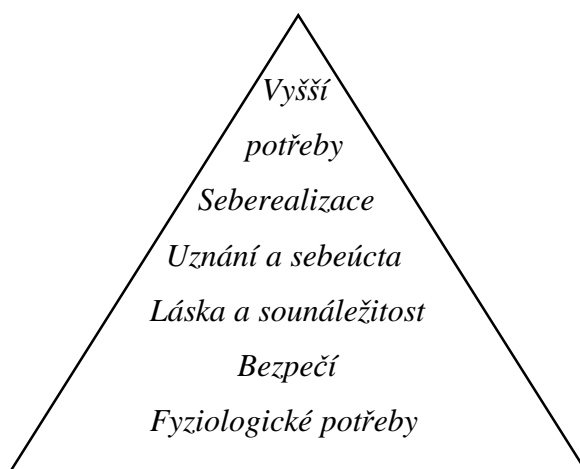 Vyšší
potřeby
Seberealizace
Uznání a sebeúcta
Láska a sounáležitost
Bezpečí
Fyziologické potřeby